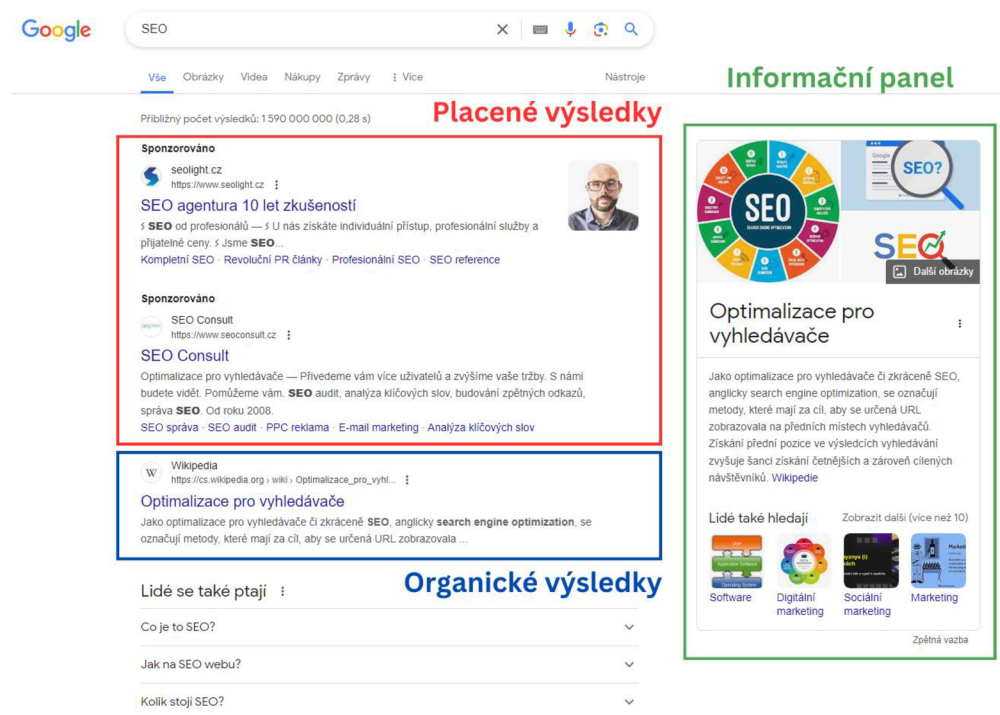 Google
SEO
Vše
Obrázky
Videa
Nákupy
Zprávy
Více
Nástroje
Informační panel
Přibližný počet výsledků: 1 590 000 000 (0,28 s)
Placené výsledky
Sponzorováno
seolight.cz
https://www.seolight.cz
SEO agentura 10 let zkušeností
⚡ SEO od profesionálů — ⚡ U nás získáte individuální přístup, profesionální služby a
přijatelné ceny. ⚡ Jsme SEO...
Kompletní SEO · Revoluční PR články · Profesionální SEO · SEO reference
Sponzorováno
SEO Consult
https://www.seoconsult.cz
SEO Consult
Optimalizace pro vyhledávače — Přivedeme vám více uživatelů a zvýšíme vaše tržby. S námi
budete vidět. Pomůžeme vám. SEO audit, analýza klíčových slov, budování zpětných odkazů,
správa SEO. Od roku 2008.
SEO správa · SEO audit · PPC reklama · E-mail marketing · Analýza klíčových slov
W
Wikipedia
https://cs.wikipedia.org › wiki › Optimalizace_pro_vyhl...
Optimalizace pro vyhledávače
Jako optimalizace pro vyhledávače či zkráceně SEO, anglicky search engine optimization, se
označují metody, které mají za cíl, aby se určená URL zobrazovala ...
Organické výsledky
Lidé se také ptají
Co je to SEO?
Jak na SEO webu?
Kolik stojí SEO?
SEO
SEARCH ENGINE OPTIMIZATION
Google
SEO?
SEO
Další obrázky
Optimalizace pro
vyhledávače
Jako optimalizace pro vyhledávače či zkráceně SEO,
anglicky search engine optimization, se označují
metody, které mají za cíl, aby se určená URL
zobrazovala na předních místech vyhledávačů.
Získání přední pozice ve výsledcích vyhledávání
zvyšuje šanci získání četnějších a zároveň cílených
návštěvníků. Wikipedie
Lidé také hledají
Zobrazit další (více než 10)
User
Application Software
Operating System
Software
Digitální
marketing
Sociální
marketing
Marketing
Zpětná vazba